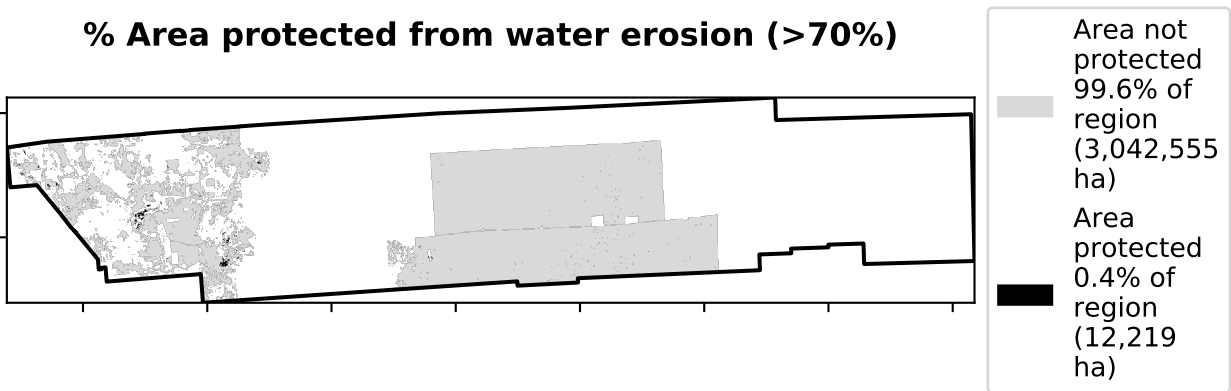 % Area protected from water erosion (>70%)
Area not
protected
99.6% of
region
(3,042,555
ha)
Area
protected
0.4% of
region
(12,219
ha)